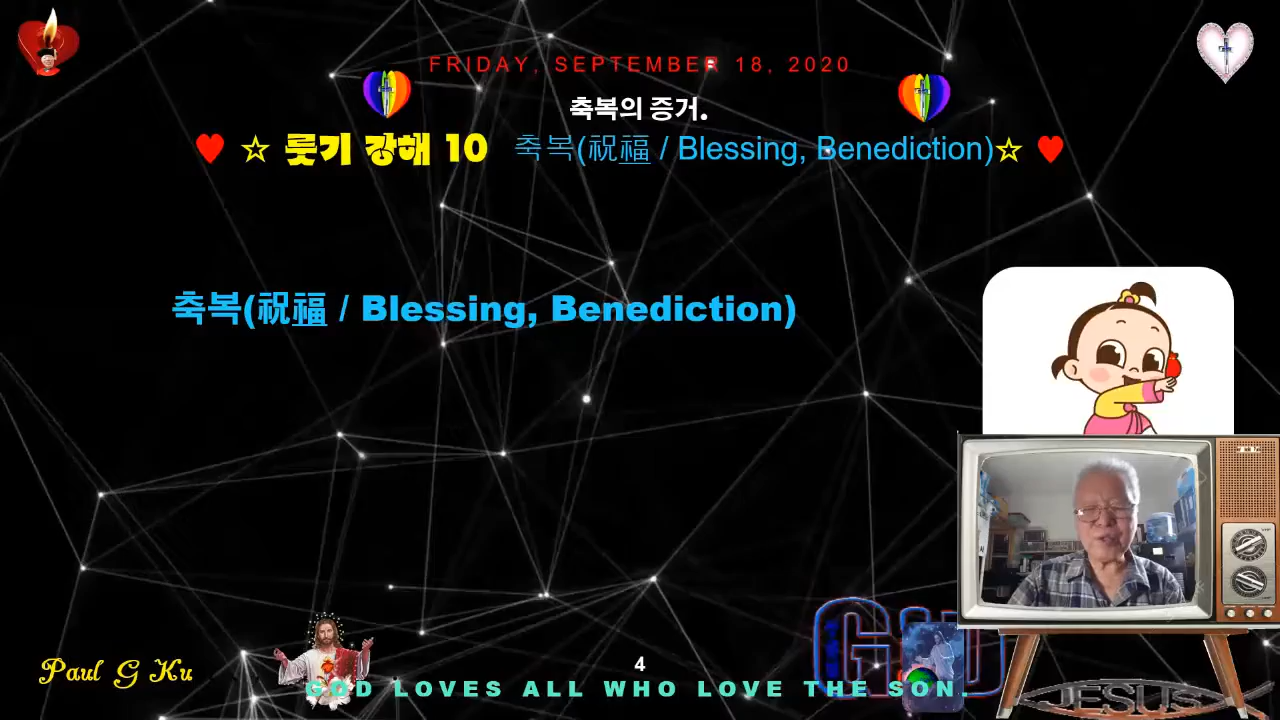 FRIDAY, SEPTEMBER 18, 2020
축복의 증거.
♥ ☆ 룻기 강해 10 축복(祝福 / Blessing, Benediction)☆ ♥
축복(祝福 / Blessing, Benediction)
Paul G Ku
4
GOD LOVES ALL WHO LOVE THE SON.
JESUS